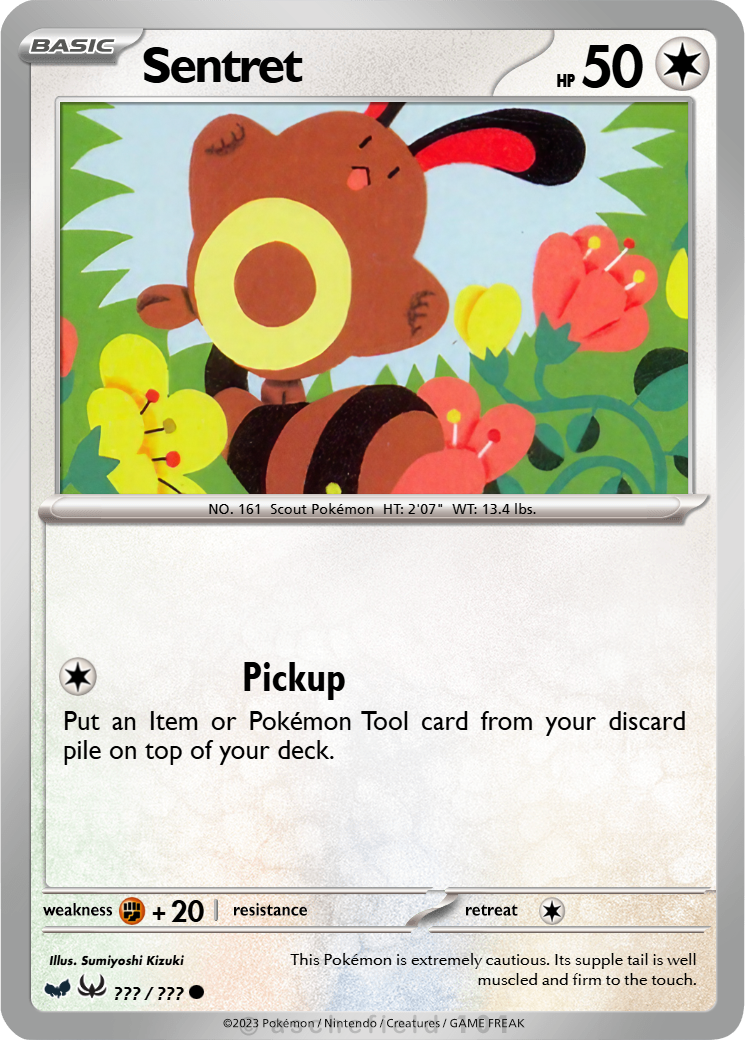 BASIC
Sentret
HP 50
NO. 161 Scout Pokémon HT: 2'07" WT: 13.4 lbs.
Pickup
Put an Item or Pokémon Tool card from your discard
pile on top of your deck.
weakness + 20 resistance retreat
Illus. Sumiyoshi Kizuki
This Pokémon is extremely cautious. Its supple tail is well
muscled and firm to the touch.
??? / ???
©2023 Pokémon / Nintendo / Creatures / GAME FREAK